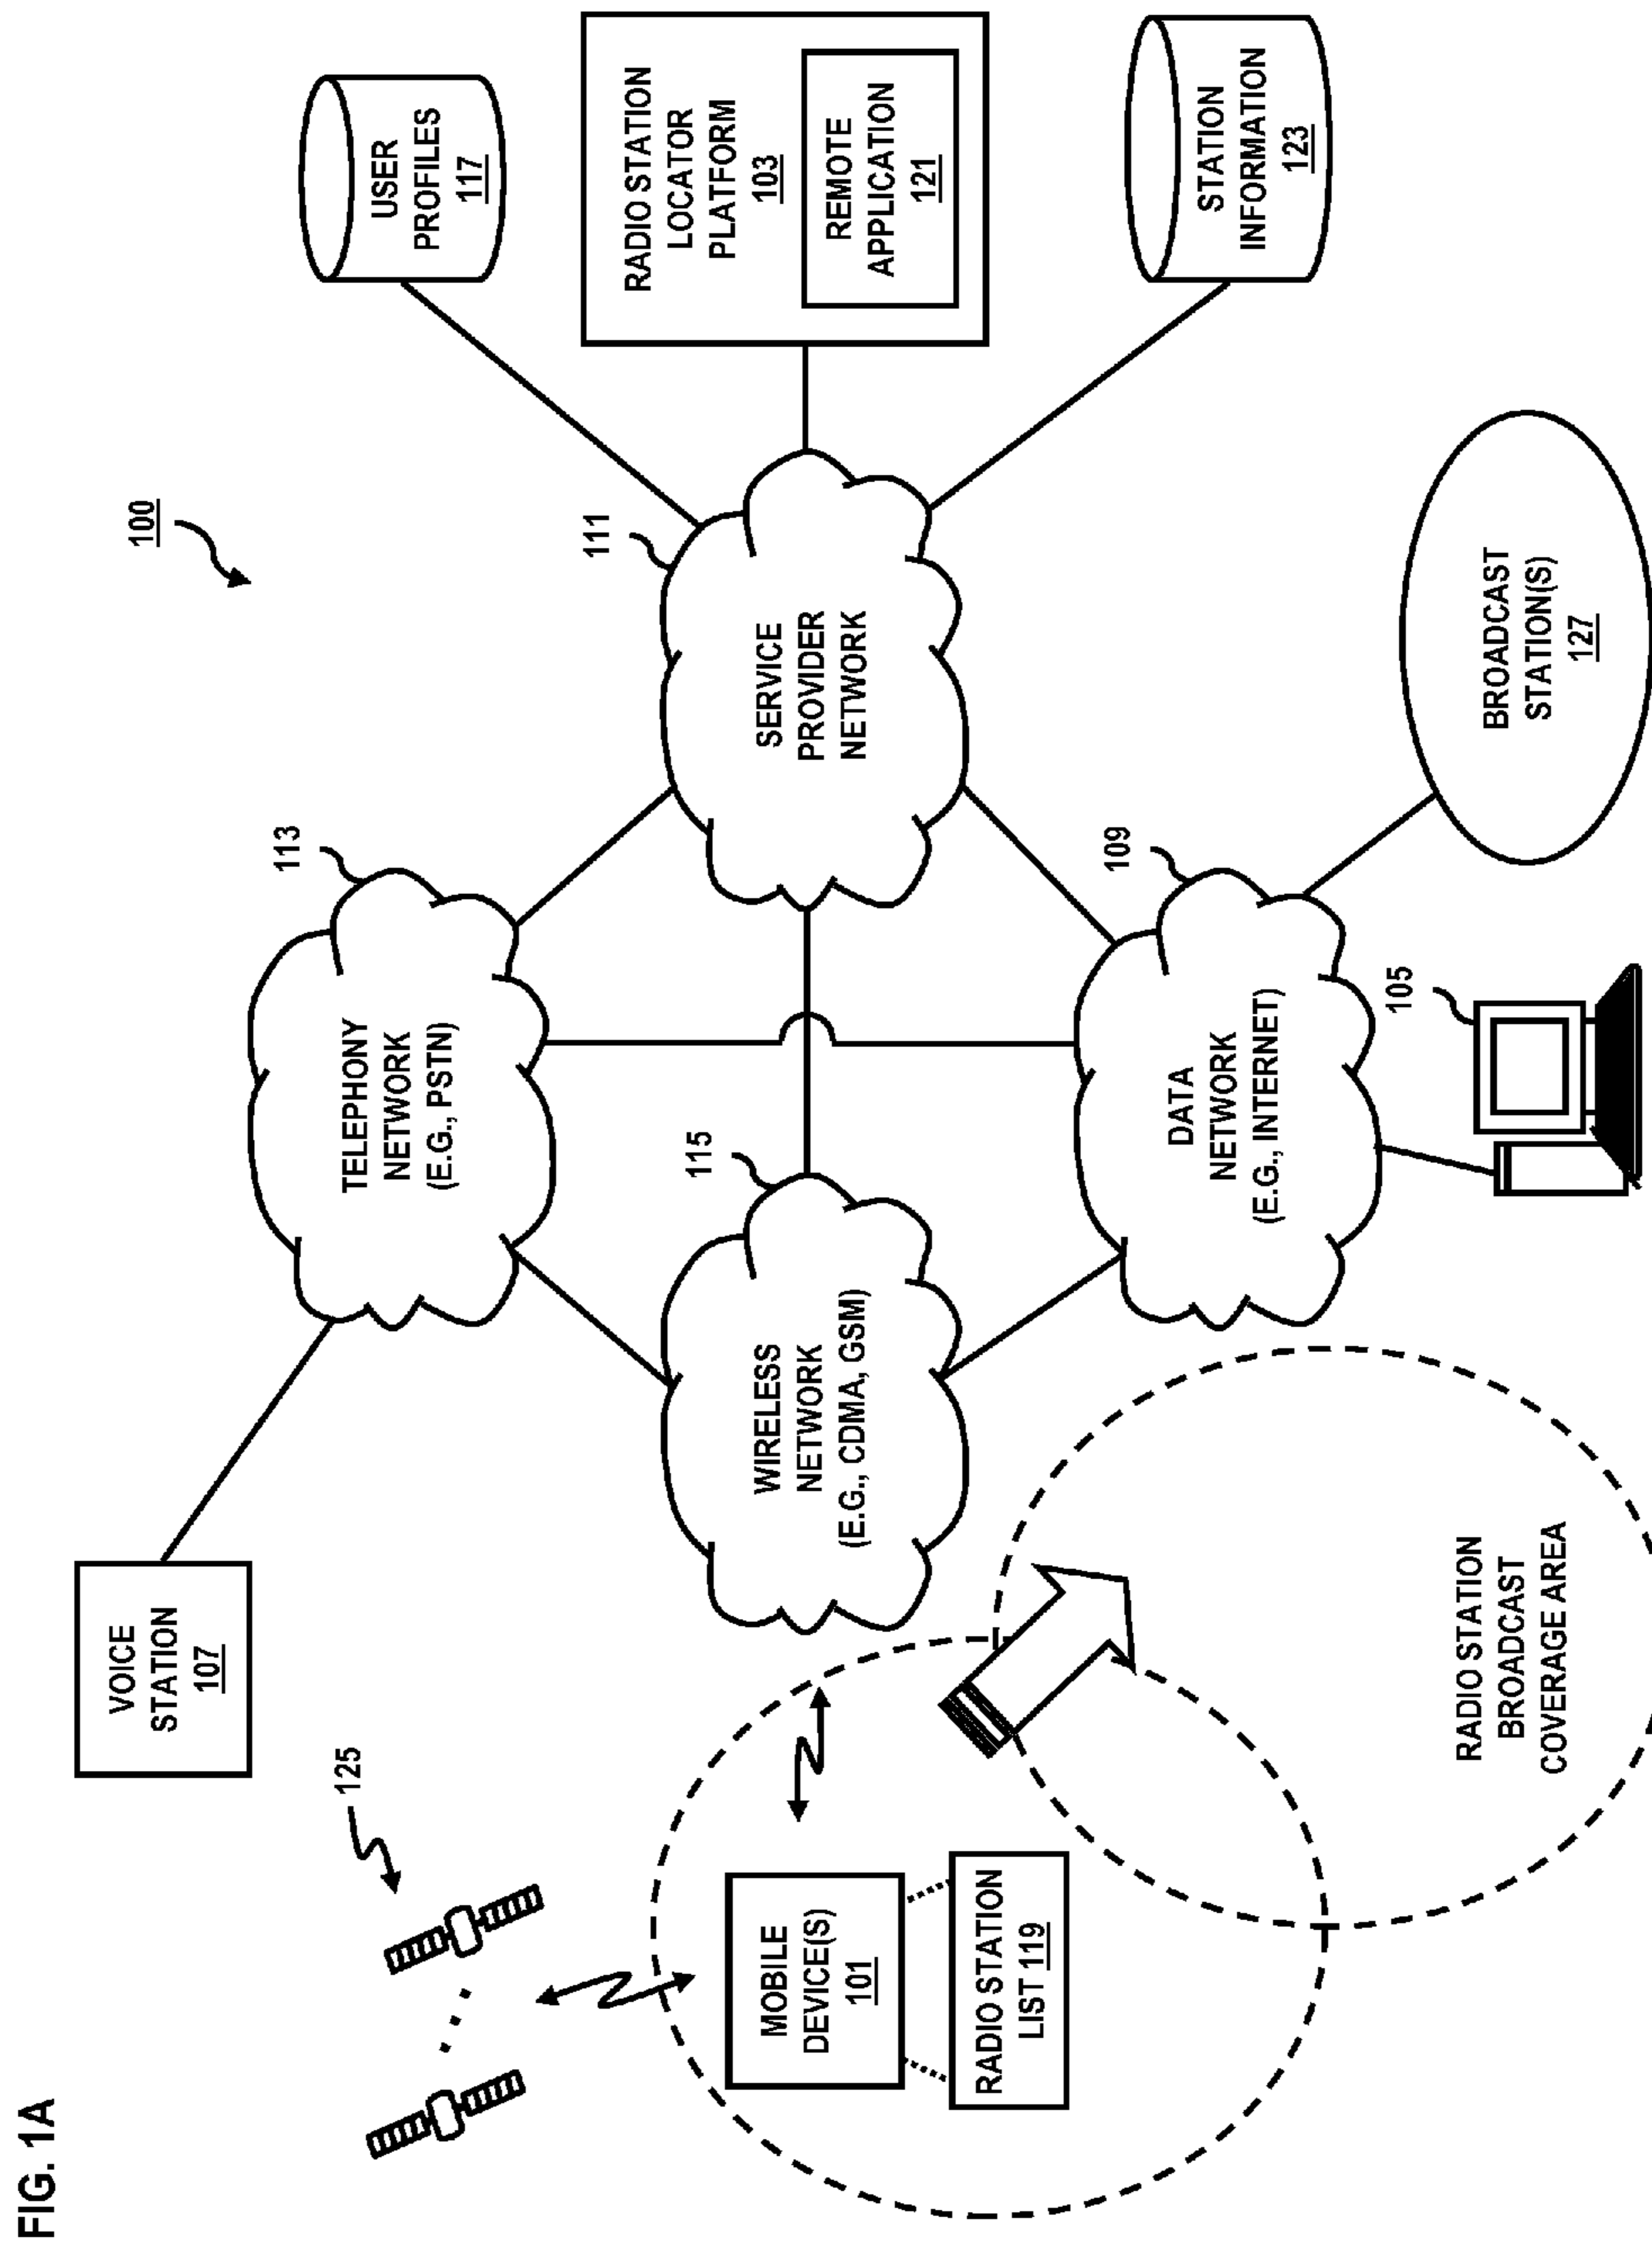 FIG. 1A
100
125
VOICE
STATION
107
113
TELEPHONY
NETWORK
(E.G., PSTN)
USER
PROFILES
117
115
WIRELESS
NETWORK
(E.G., CDMA, GSM)
111
SERVICE
PROVIDER
NETWORK
RADIO STATION
LOCATOR
PLATFORM
103
REMOTE
APPLICATION
121
MOBILE
DEVICE(S)
101
RADIO STATION
LIST 119
109
DATA
NETWORK
(E.G., INTERNET)
STATION
INFORMATION
123
105
RADIO STATION
BROADCAST
COVERAGE AREA
BROADCAST
STATION(S)
127